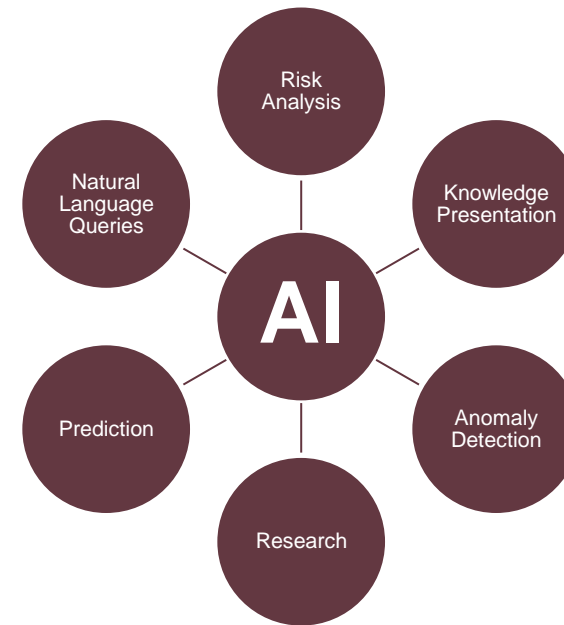 Risk
Analysis
Natural
Language
Queries
Knowledge
Presentation
AI
Prediction
Anomaly
Detection
Research